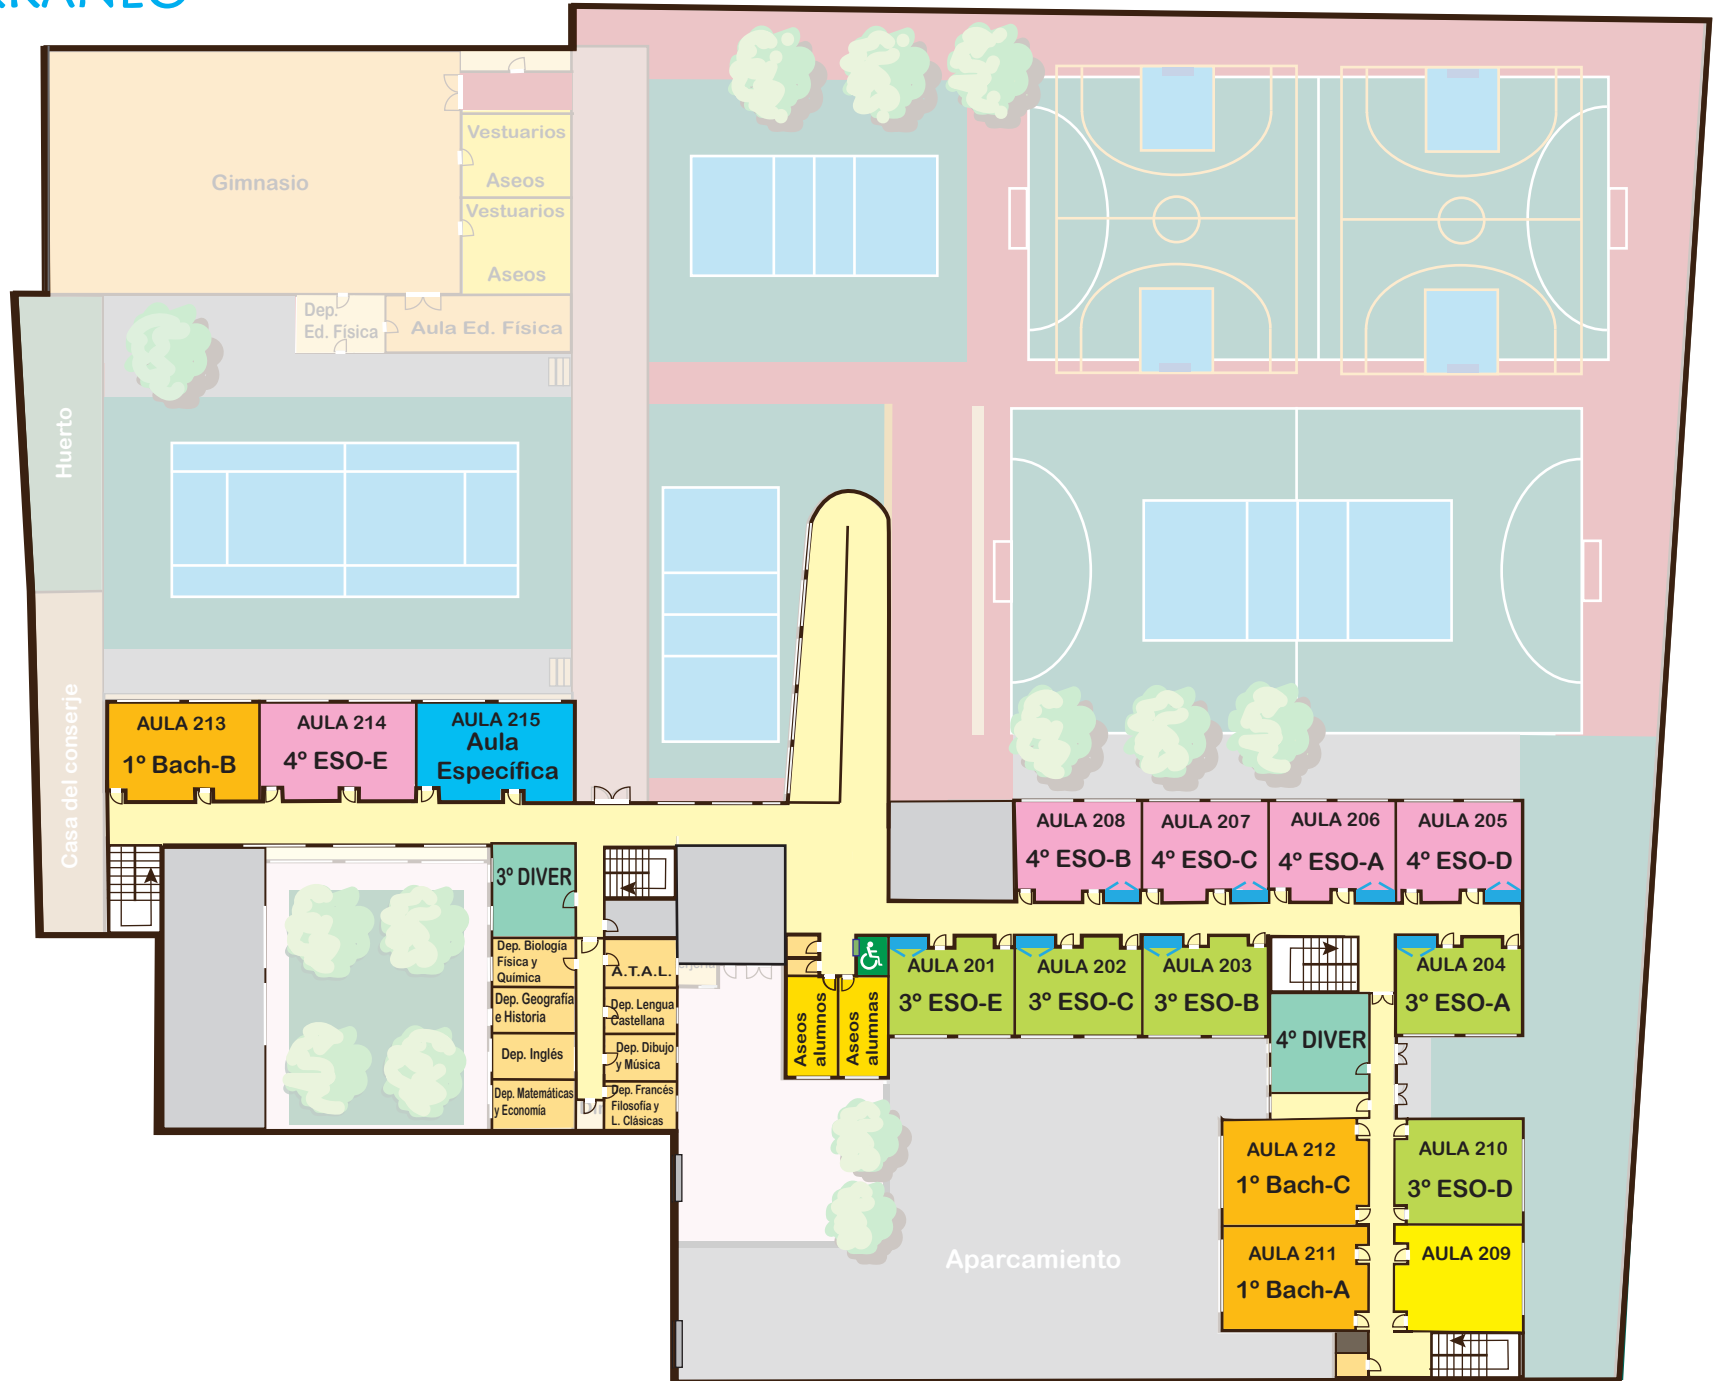 Gimnasio
Vestuarios
Aseos
Vestuarios
Aseos
Dep.
Ed. Física
Aula Ed. Física
Huerto
Casa del conserje
AULA 213
1º Bach-B
AULA 214
4º ESO-E
AULA 215
Aula
Específica
3º DIVER
Dep. Biología
Física y
Química
Dep. Geografía
e Historia
Dep. Inglés
Dep. Matemáticas
y Economía
A.T.A.L.
Dep. Lengua
Castellana
Dep. Dibujo
y Música
Dep. Francés
Filosofía y
L. Clásicas
Aseos
alumnos
Aseos
alumnas
AULA 208
4º ESO-B
AULA 207
4º ESO-C
AULA 206
4º ESO-A
AULA 205
4º ESO-D
AULA 201
3º ESO-E
AULA 202
3º ESO-C
AULA 203
3º ESO-B
AULA 204
3º ESO-A
4º DIVER
AULA 212
1º Bach-C
AULA 210
3º ESO-D
AULA 211
1º Bach-A
AULA 209
Aparcamiento